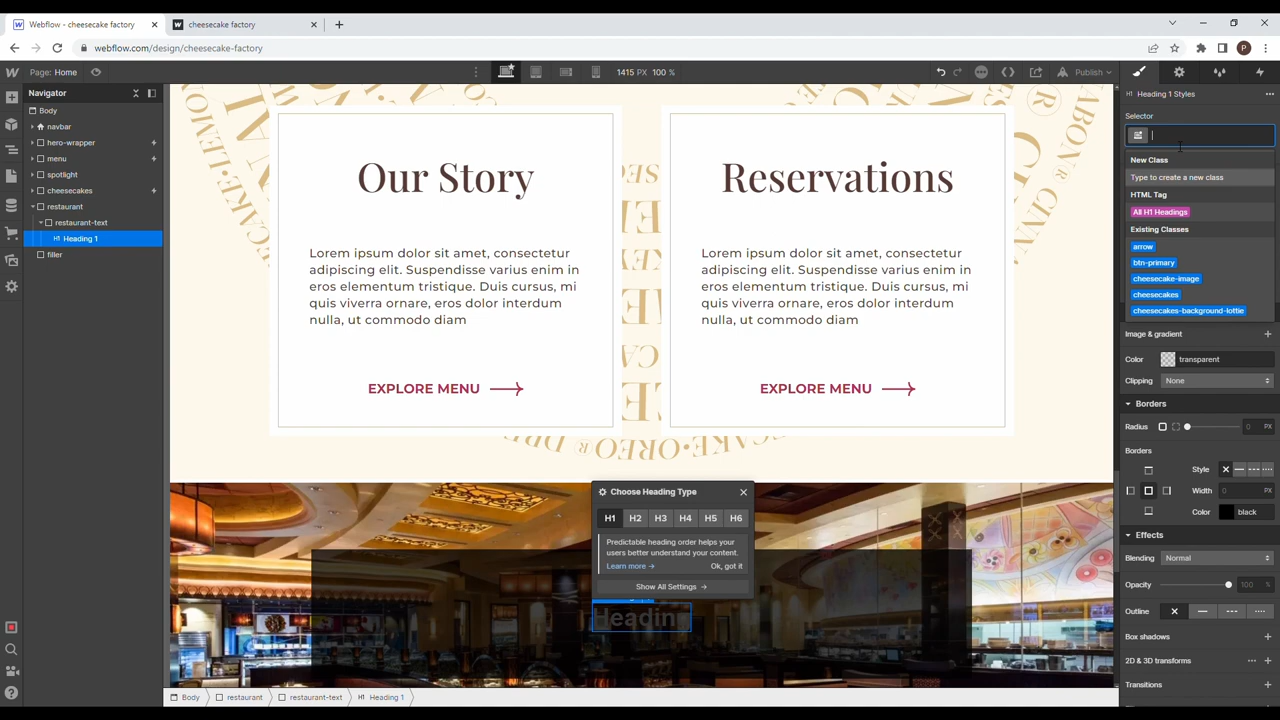 Webflow - cheesecake factory
cheesecake factory
webflow.com/design/cheesecake-factory
P
Page: Home
1415 PX 100 %
Publish
Navigator
Body
navbar
hero-wrapper
menu
spotlight
cheesecakes
restaurant
restaurant-text
H1 Heading 1
filler
Our Story
Lorem ipsum dolor sit amet, consectetur
adipiscing elit. Suspendisse varius enim in
eros elementum tristique. Duis cursus, mi
quis viverra ornare, eros dolor interdum
nulla, ut commodo diam
EXPLORE MENU
Reservations
Lorem ipsum dolor sit amet, consectetur
adipiscing elit. Suspendisse varius enim in
eros elementum tristique. Duis cursus, mi
quis viverra ornare, eros dolor interdum
nulla, ut commodo diam
EXPLORE MENU
Choose Heading Type
H1 H2 H3 H4 H5 H6
Predictable heading order helps your
users better understand your content.
Learn more → Ok, got it
Show All Settings →
Heading
Body restaurant restaurant-text H1 Heading 1
H1 Heading 1 Styles
Selector
New Class
Type to create a new class
HTML Tag
All H1 Headings
Existing Classes
arrow
btn-primary
cheesecake-image
cheesecakes
cheesecakes-background-lottie
Image & gradient
Color transparent
Clipping None
Borders
Radius 0 PX
Borders
Style
Width 0 PX
Color black
Effects
Blending Normal
Opacity 100 %
Outline
Box shadows
2D & 3D transforms
Transitions